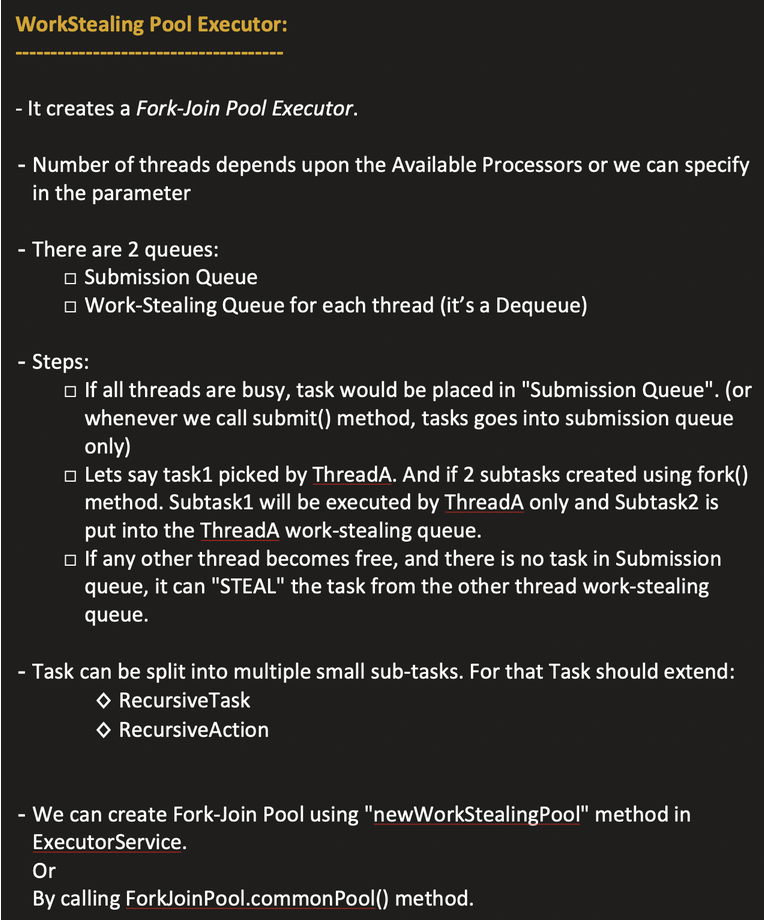 WorkStealing Pool Executor:
--------------------------------------
- It creates a Fork-Join Pool Executor.
- Number of threads depends upon the Available Processors or we can specify
in the parameter
- There are 2 queues:
□ Submission Queue
□ Work-Stealing Queue for each thread (it’s a Dequeue)
- Steps:
□ If all threads are busy, task would be placed in "Submission Queue". (or
whenever we call submit() method, tasks goes into submission queue
only)
□ Lets say task1 picked by ThreadA. And if 2 subtasks created using fork()
method. Subtask1 will be executed by ThreadA only and Subtask2 is
put into the ThreadA work-stealing queue.
□ If any other thread becomes free, and there is no task in Submission
queue, it can "STEAL" the task from the other thread work-stealing
queue.
- Task can be split into multiple small sub-tasks. For that Task should extend:
◊ RecursiveTask
◊ RecursiveAction
- We can create Fork-Join Pool using "newWorkStealingPool" method in
ExecutorService.
Or
By calling ForkJoinPool.commonPool() method.